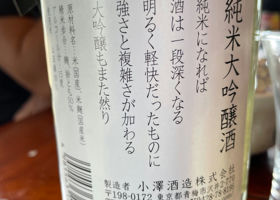 純米大吟醸酒
純米になれば
酒は一段深くなる
明るく軽快だったものに
強さと複雑さが加わる
大吟醸もまた然り
原材料名:米(国産)、米麹(国産米)
製造者 小澤酒造株式会社
〒198-0172 東京都青梅市沢井2-770